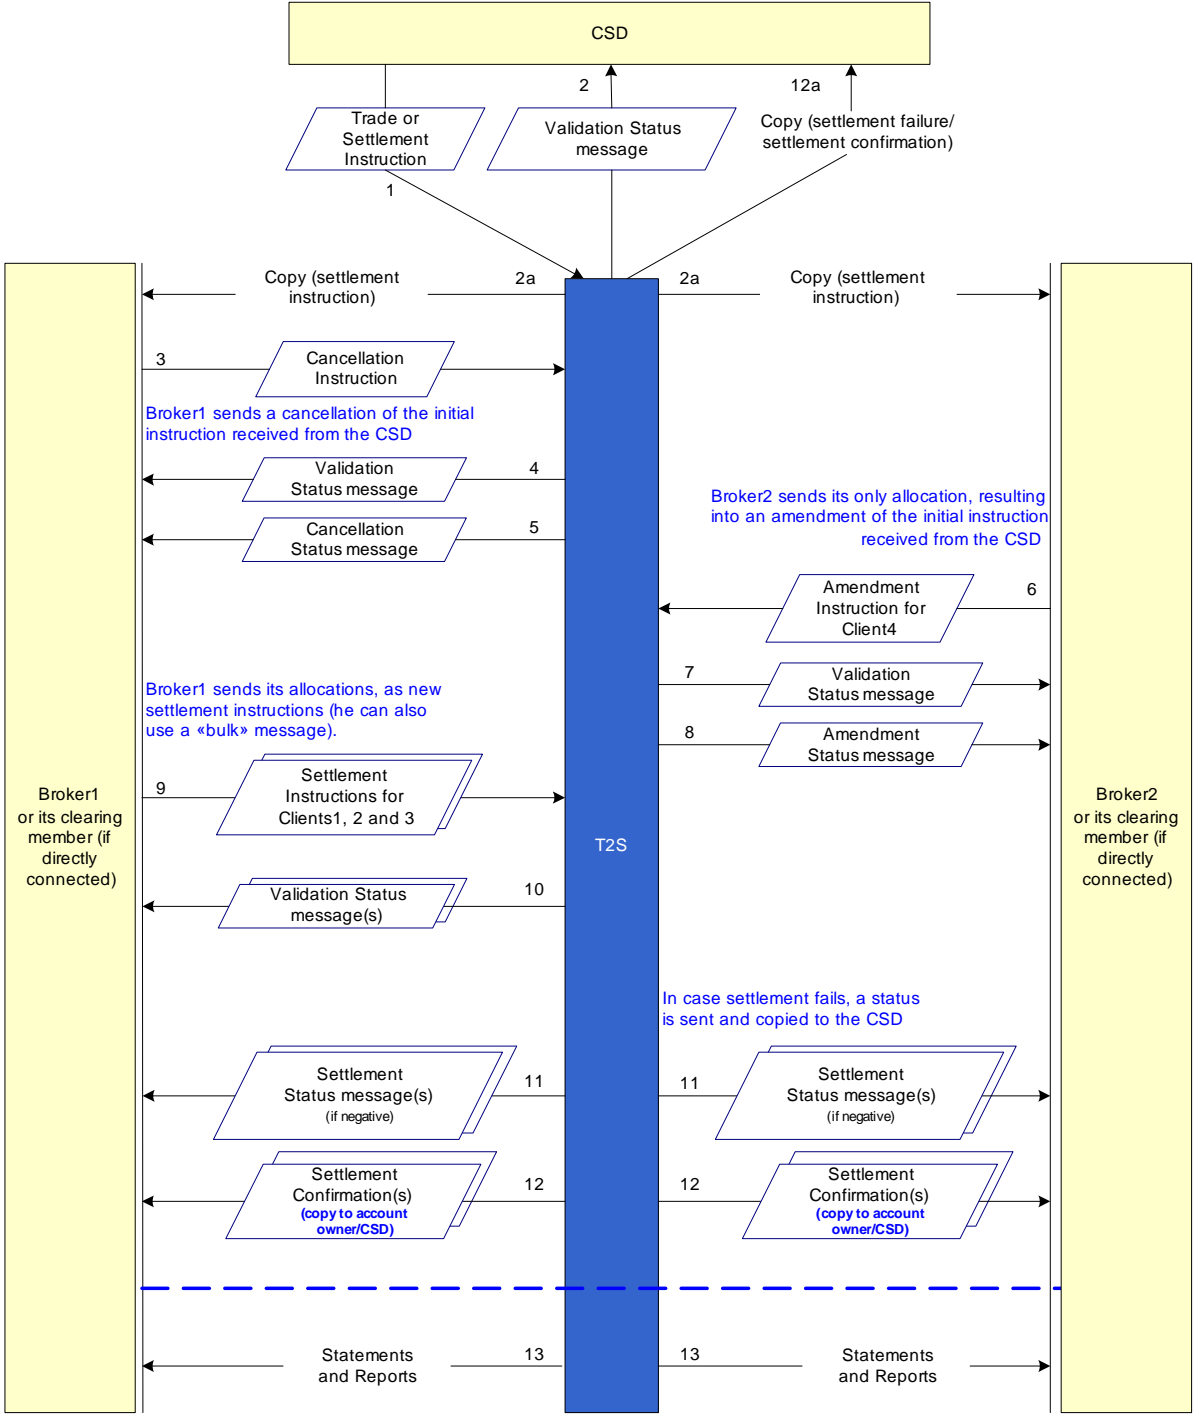 CSD
2
12a
Trade or
Settlement
Instruction
Validation Status
message
Copy (settlement failure/
settlement confirmation)
1
Copy (settlement
instruction)
2a
2a
Copy (settlement
instruction)
3
Cancellation
Instruction
Broker1 sends a cancellation of the initial
instruction received from the CSD
Validation
Status message
4
Cancellation
Status message
5
Broker2 sends its only allocation, resulting
into an amendment of the initial instruction
received from the CSD
Amendment
Instruction for
Client4
6
7
Validation
Status message
8
Amendment
Status message
Broker1 sends its allocations, as new
settlement instructions (he can also
use a «bulk» message).
9
Settlement
Instructions for
Clients1, 2 and 3
Broker1
or its clearing
member (if
directly
connected)
T2S
Broker2
or its clearing
member (if
directly
connected)
Validation Status
message(s)
10
In case settlement fails, a status
is sent and copied to the CSD
Settlement
Status message(s)
(if negative)
11
11
Settlement
Status message(s)
(if negative)
Settlement
Confirmation(s)
(copy to account
owner/CSD)
12
12
Settlement
Confirmation(s)
(copy to account
owner/CSD)
Statements
and Reports
13
13
Statements
and Reports